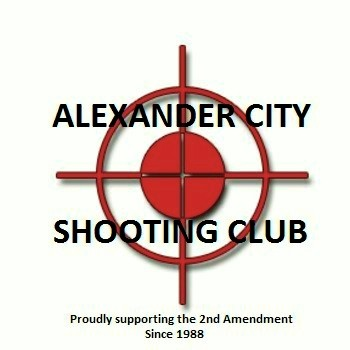 ALEXANDER CITY
SHOOTING CLUB
Proudly supporting the 2nd Amendment
Since 1988